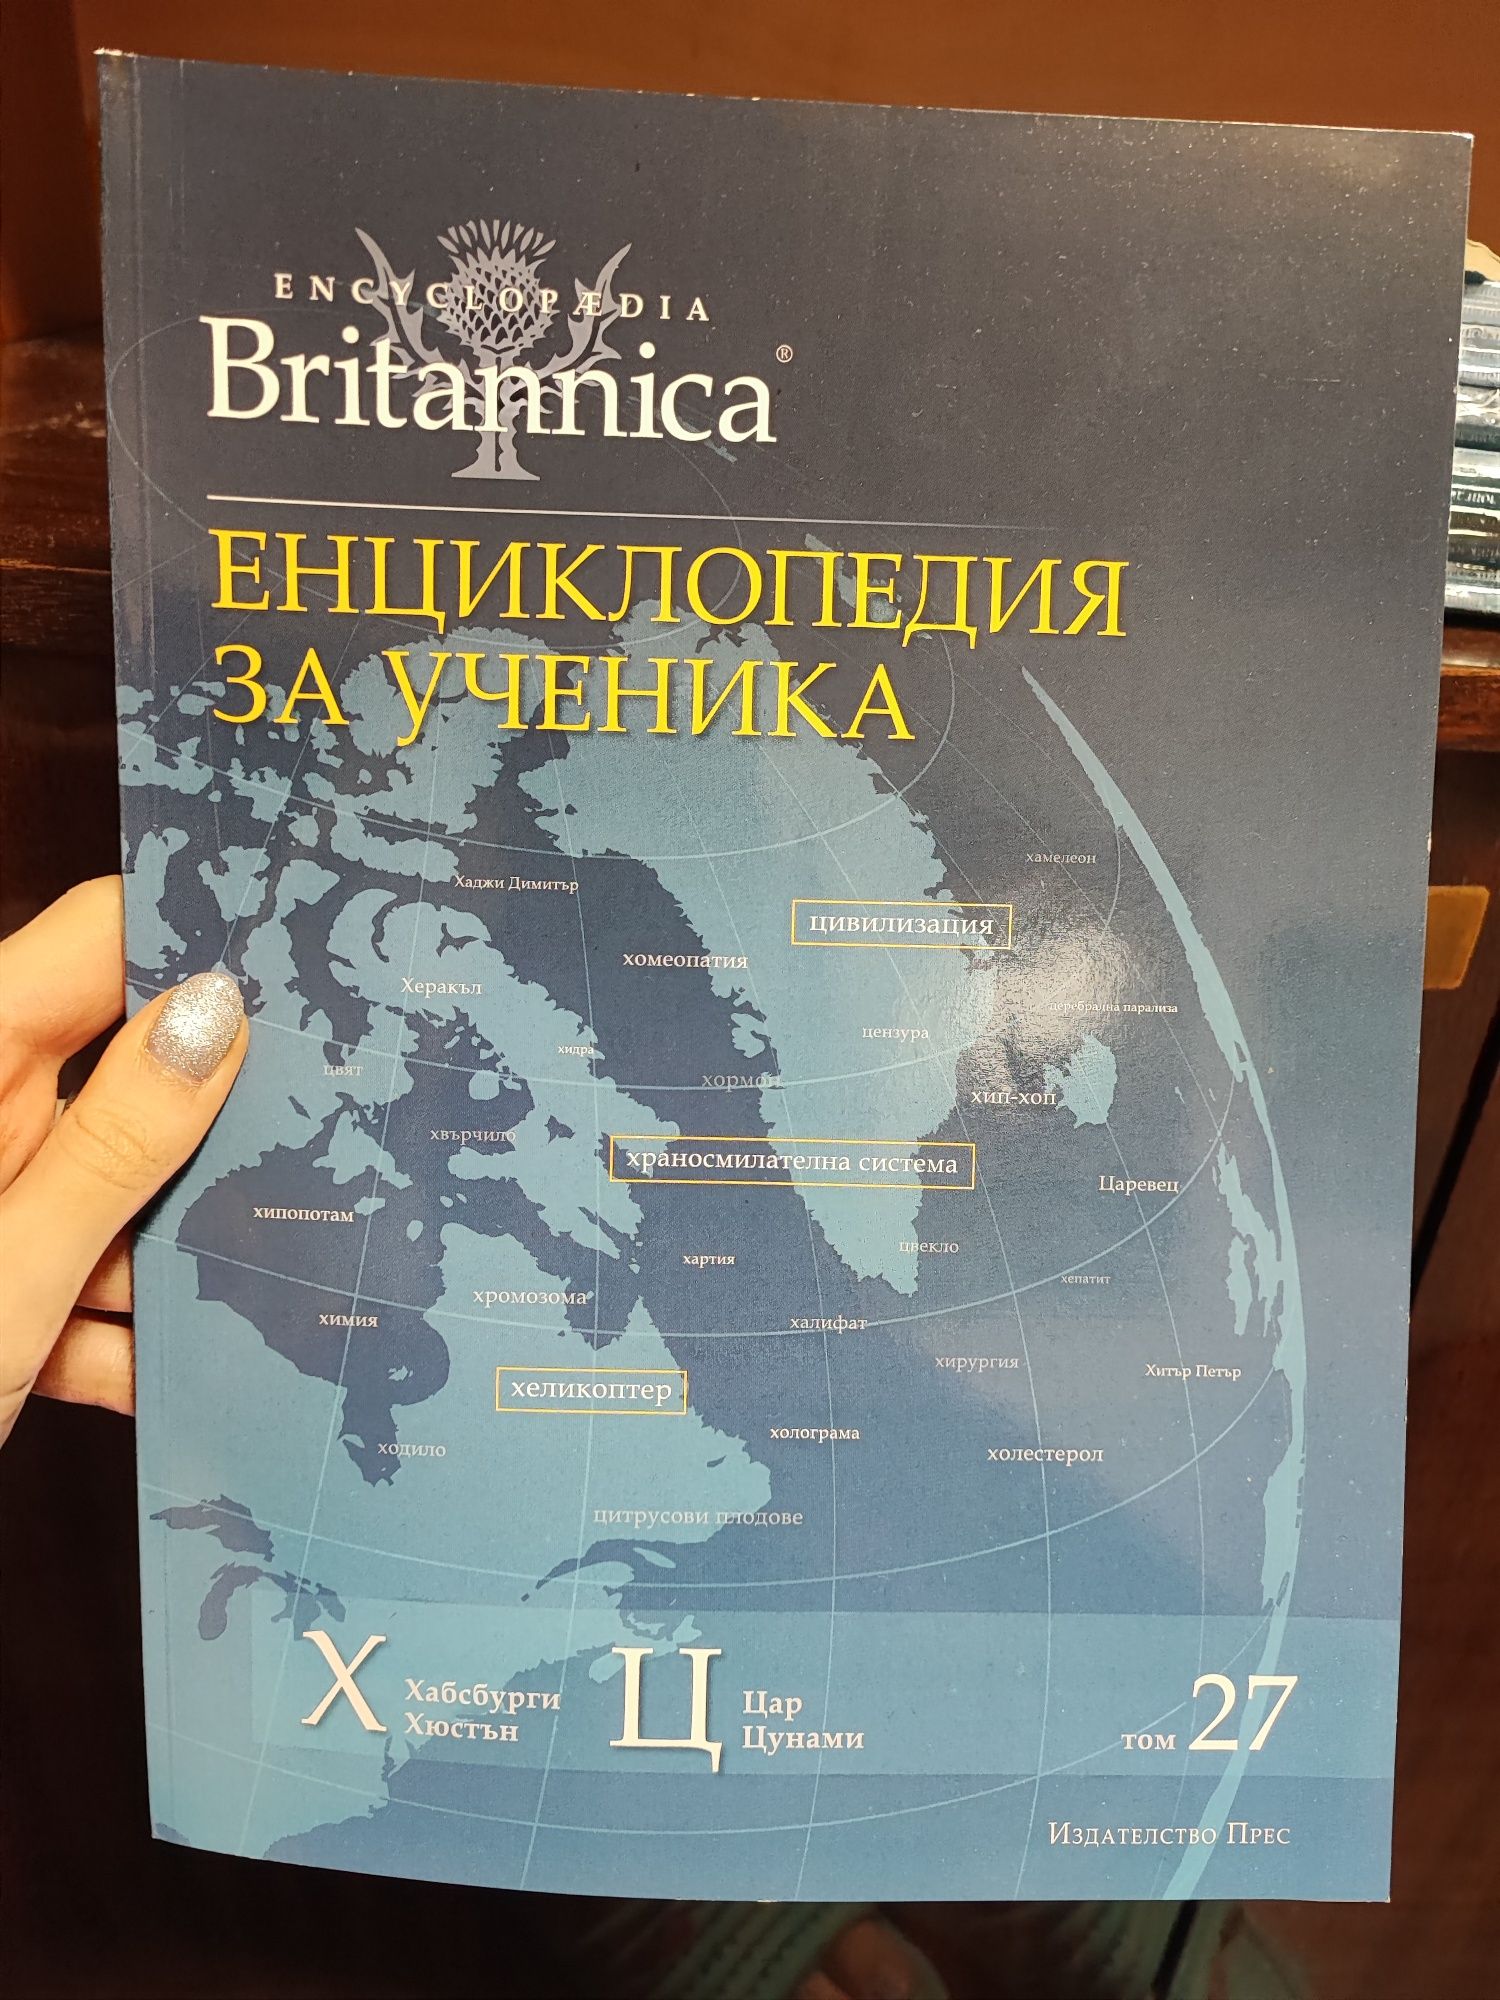 ENCYCLOPÆDIA
Britannica®
ЕНЦИКЛОПЕДИЯ
ЗА УЧЕНИКА
хамелеон
Хаджи Димитър
цивилизация
хомеопатия
Херакъл
церебрална парализа
цензура
хидра
цвят
хормон
хип-хоп
хвърчило
храносмилателна система
Царевец
хипопотам
цвекло
хартия
хепатит
хромозома
химия
халифат
хирургия
Хитър Петър
хеликоптер
холограма
ходило
холестерол
цитрусови плодове
Х Хабсбурги
Хюстън
Ц Цар
Цунами
том 27
Издателство Прес